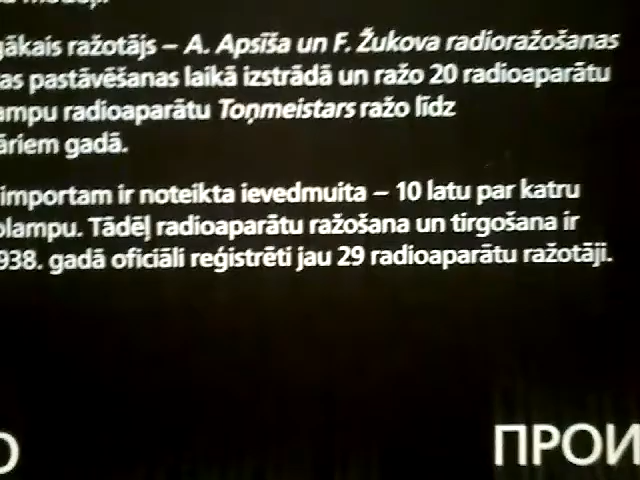 ākais ražotājs – A. Apsīša un F. Žukova radioražošanas
as pastāvēšanas laikā izstrādā un ražo 20 radioaparātu
ampu radioaparātu Toņmeistars ražo līdz
āriem gadā.
importam ir noteikta ievedmuita – 10 latu par katru
olampu. Tādēļ radioaparātu ražošana un tirgošana ir
938. gadā oficiāli reģistrēti jau 29 radioaparātu ražotāji.
O ПРОИ